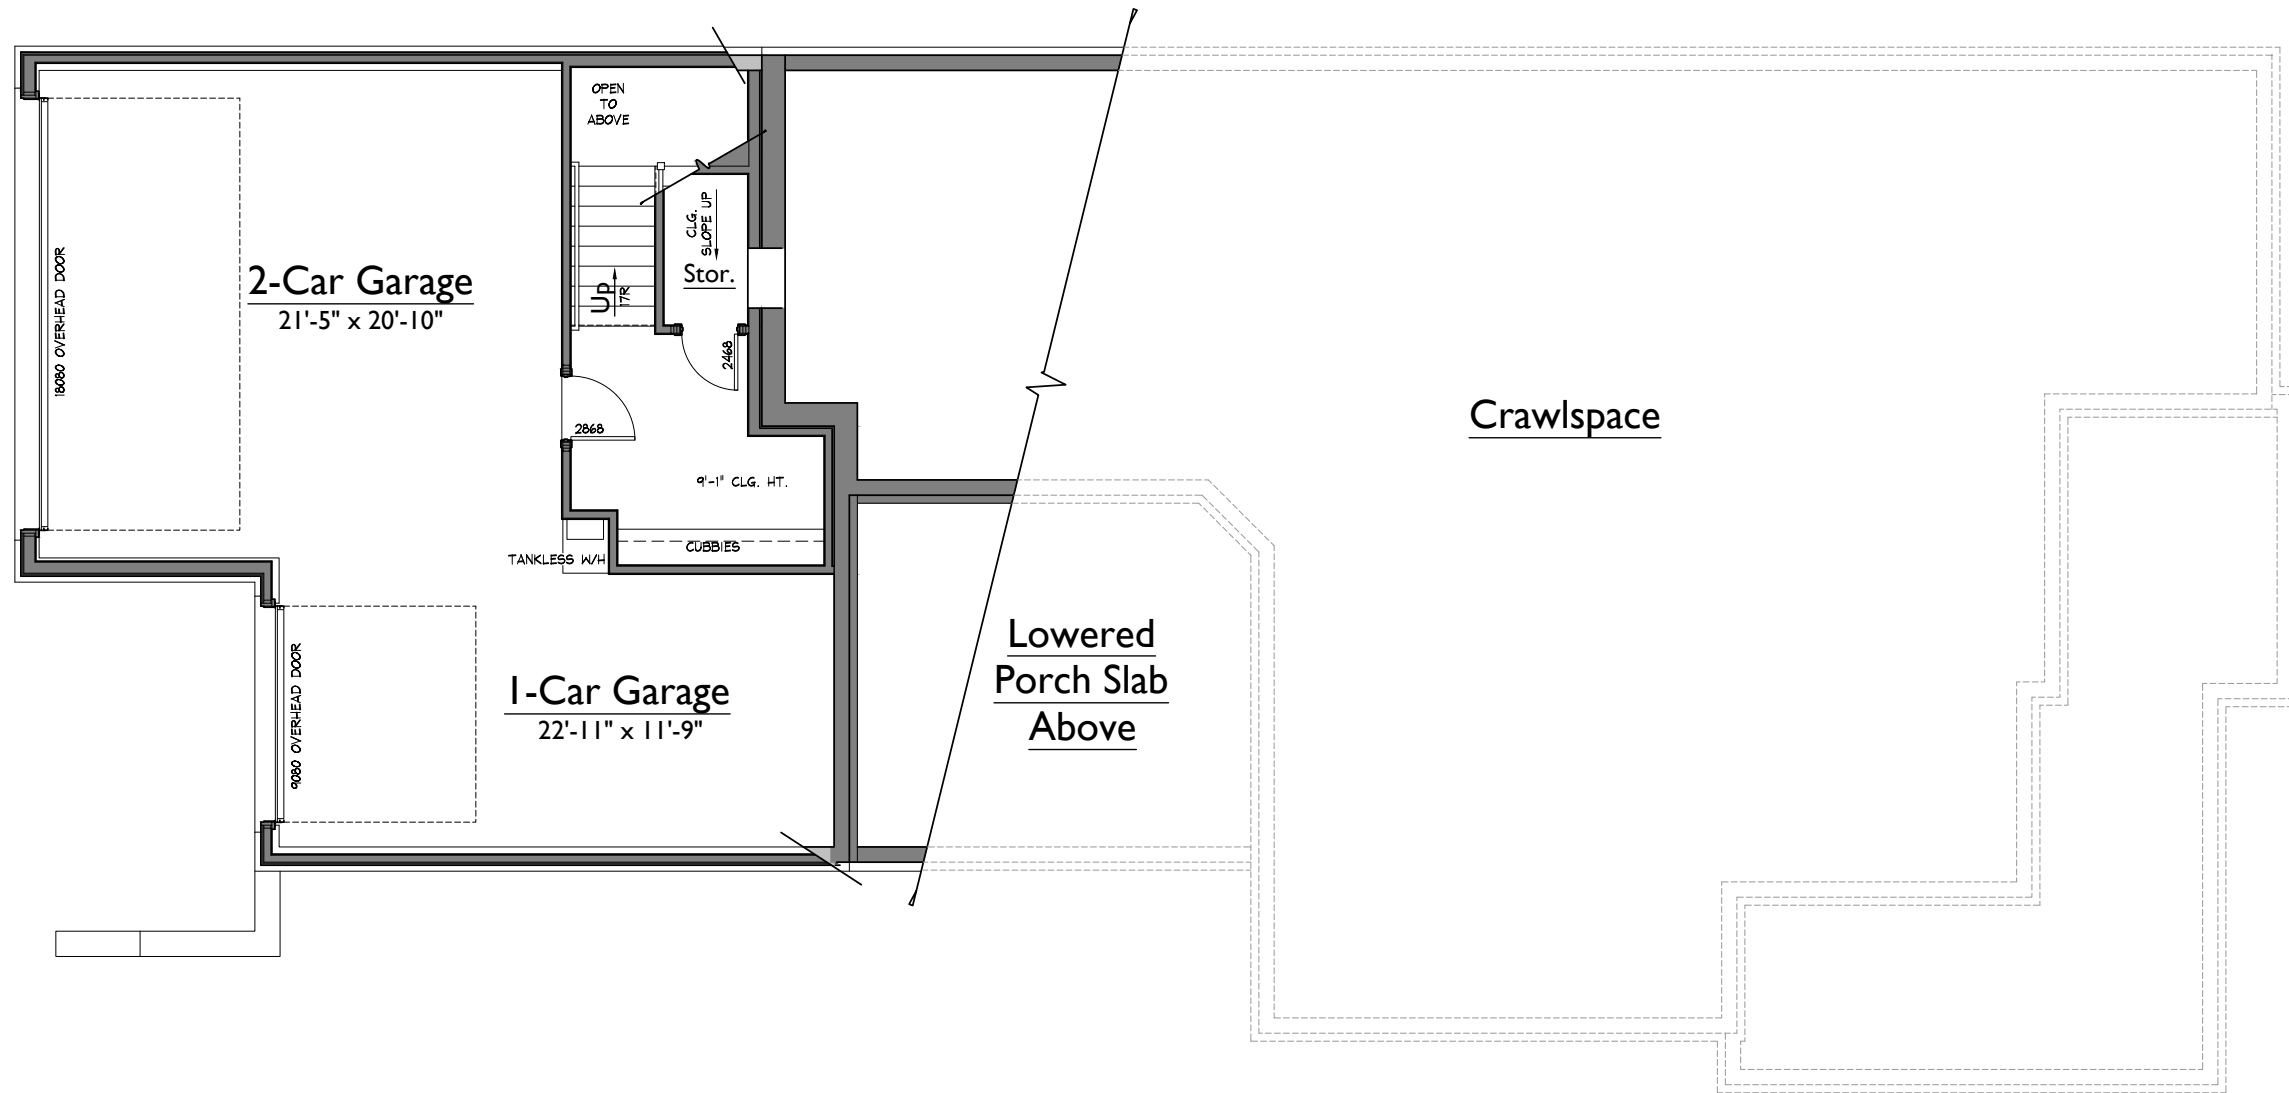 OPEN
TO
ABOVE
CLG.
SLOPE UP
Stor.
UP
17R
2468
18080 OVERHEAD DOOR
2-Car Garage
21'-5" x 20'-10"
2868
9'-1" CLG. HT.
CUBBIES
TANKLESS W/H
Crawlspace
9080 OVERHEAD DOOR
1-Car Garage
22'-11" x 11'-9"
Lowered
Porch Slab
Above